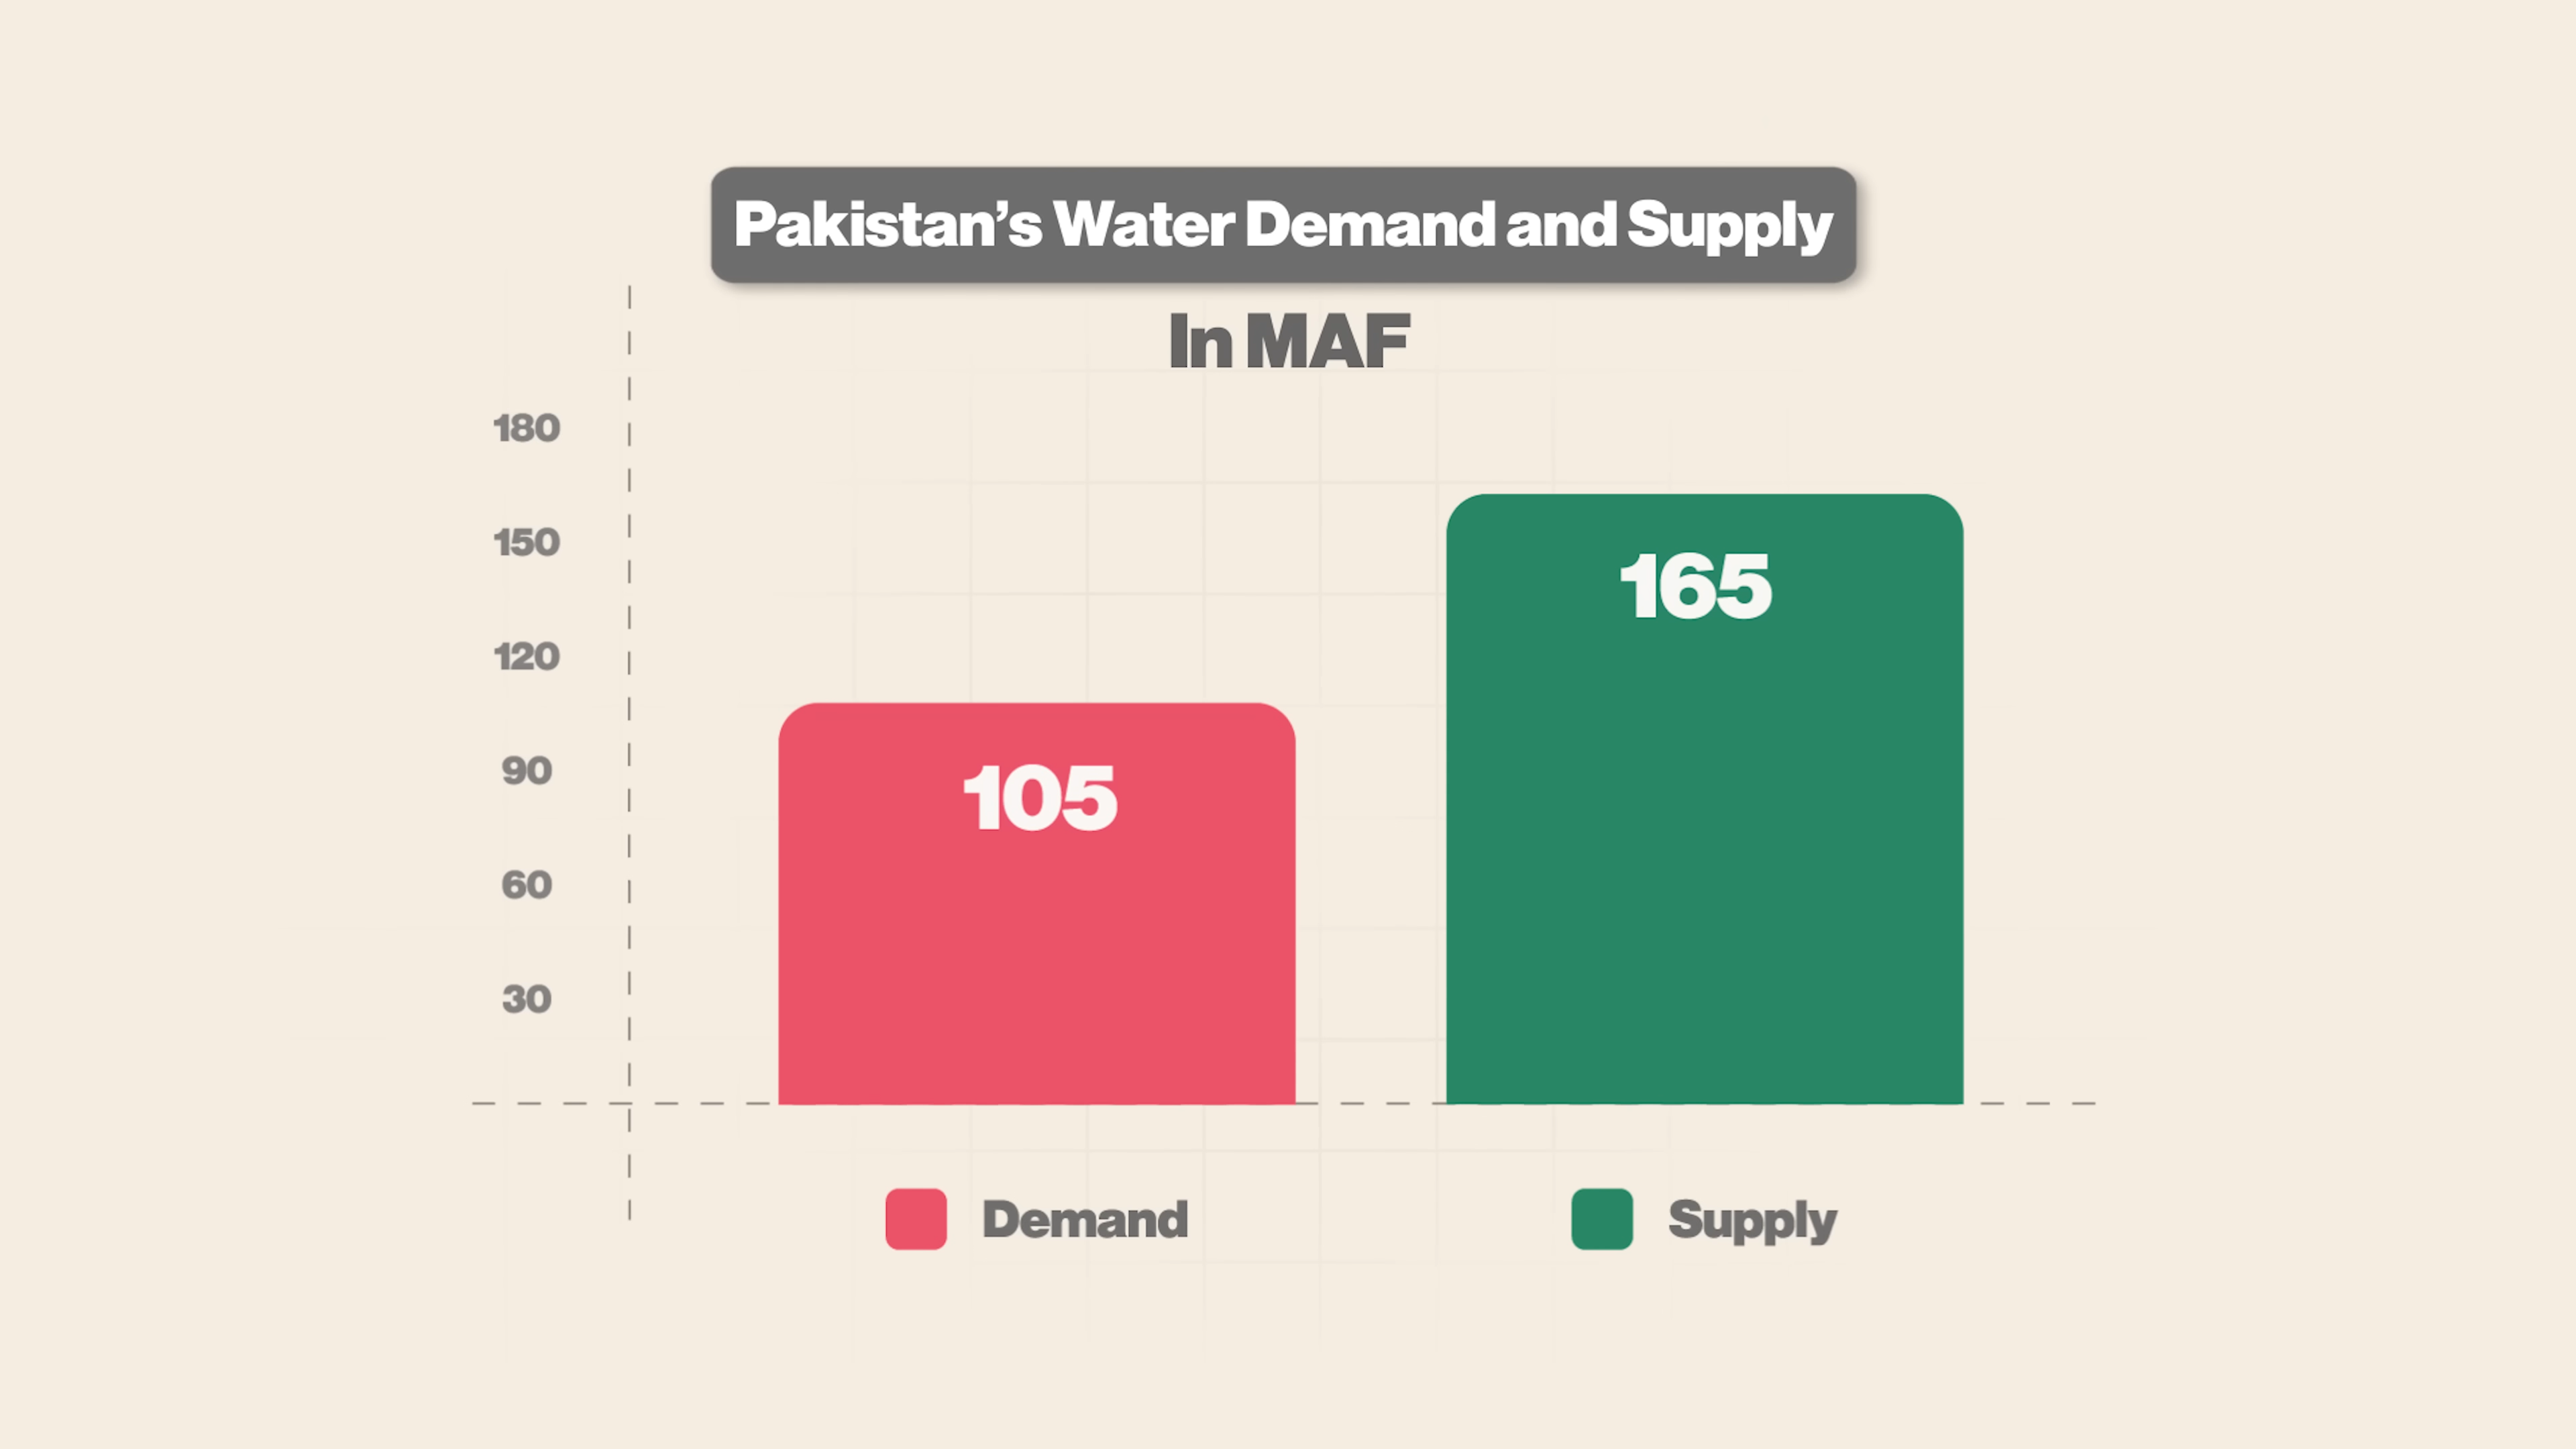 Pakistan’s Water Demand and Supply
In MAF
180
150
120
90
60
30
105
165
Demand
Supply